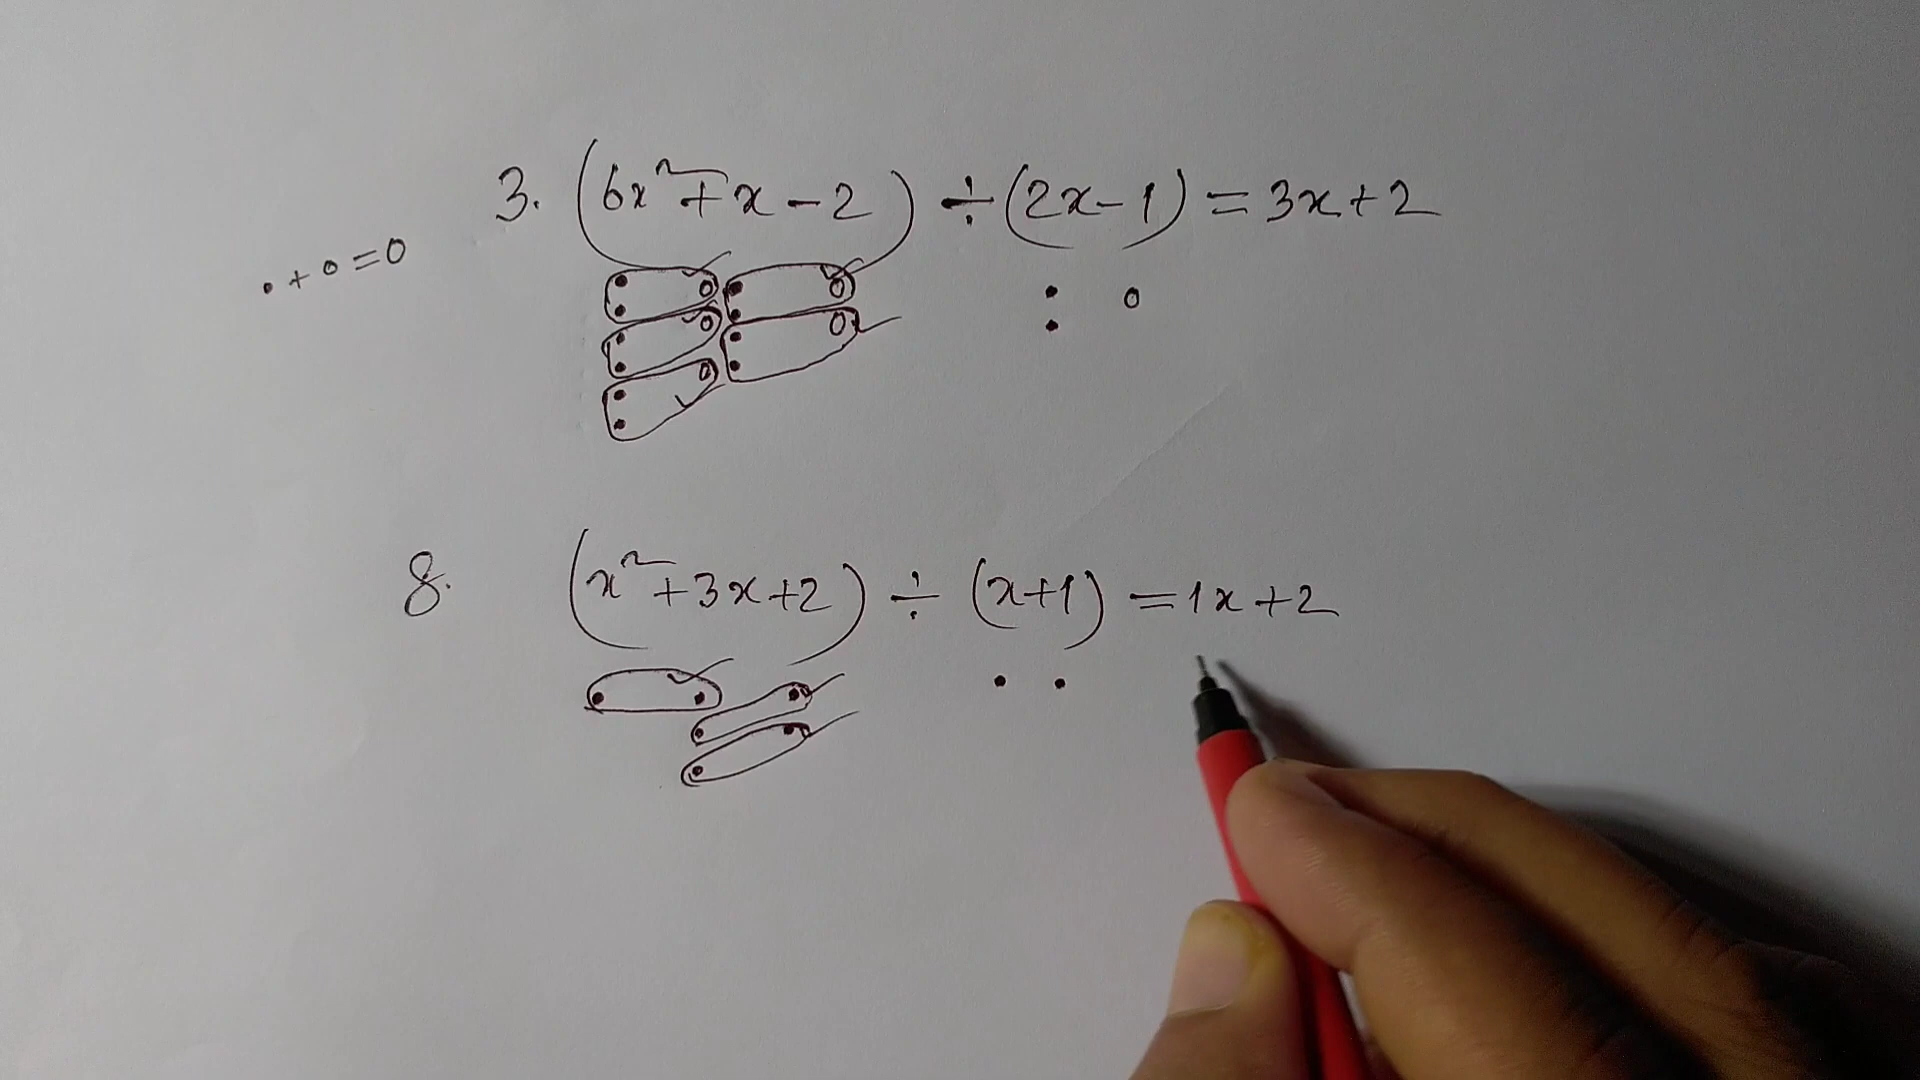 3. (6x² + x - 2) ÷ (2x - 1) = 3x + 2
• + o = 0
8. (x² + 3x + 2) ÷ (x + 1) = 1x + 2